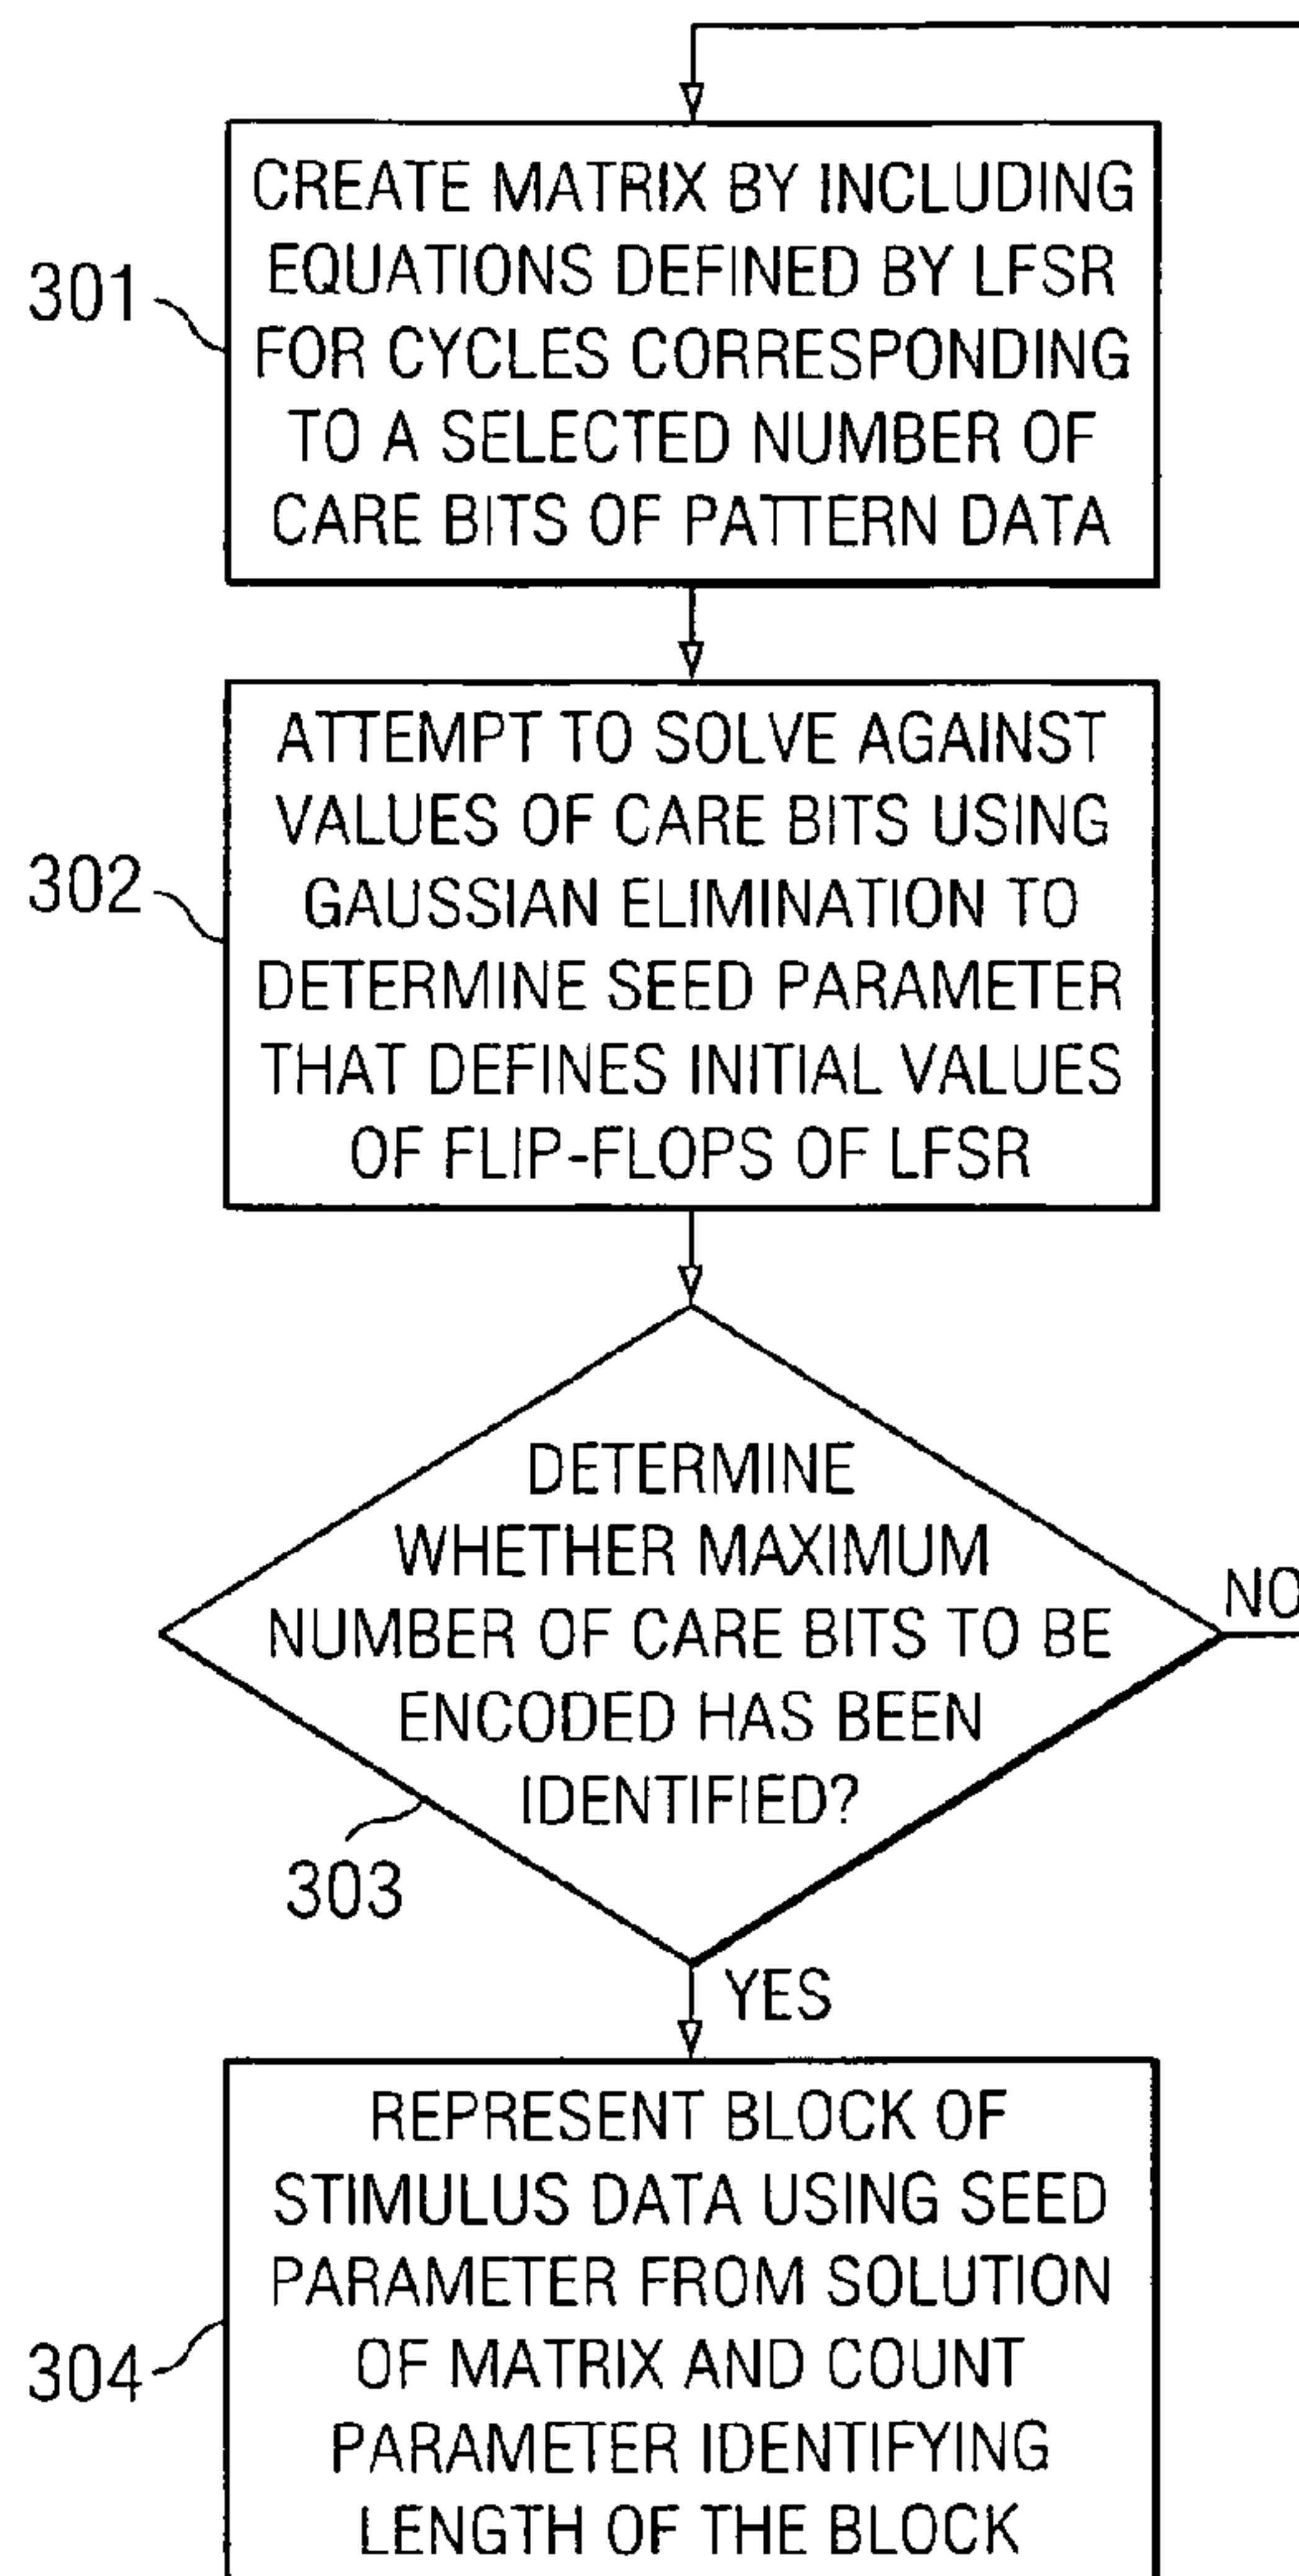 CREATE MATRIX BY INCLUDING
EQUATIONS DEFINED BY LFSR
FOR CYCLES CORRESPONDING
TO A SELECTED NUMBER OF
CARE BITS OF PATTERN DATA
301
ATTEMPT TO SOLVE AGAINST
VALUES OF CARE BITS USING
GAUSSIAN ELIMINATION TO
DETERMINE SEED PARAMETER
THAT DEFINES INITIAL VALUES
OF FLIP-FLOPS OF LFSR
302
DETERMINE
WHETHER MAXIMUM
NUMBER OF CARE BITS TO BE
ENCODED HAS BEEN
IDENTIFIED?
NO
303
YES
REPRESENT BLOCK OF
STIMULUS DATA USING SEED
PARAMETER FROM SOLUTION
OF MATRIX AND COUNT
PARAMETER IDENTIFYING
LENGTH OF THE BLOCK
304